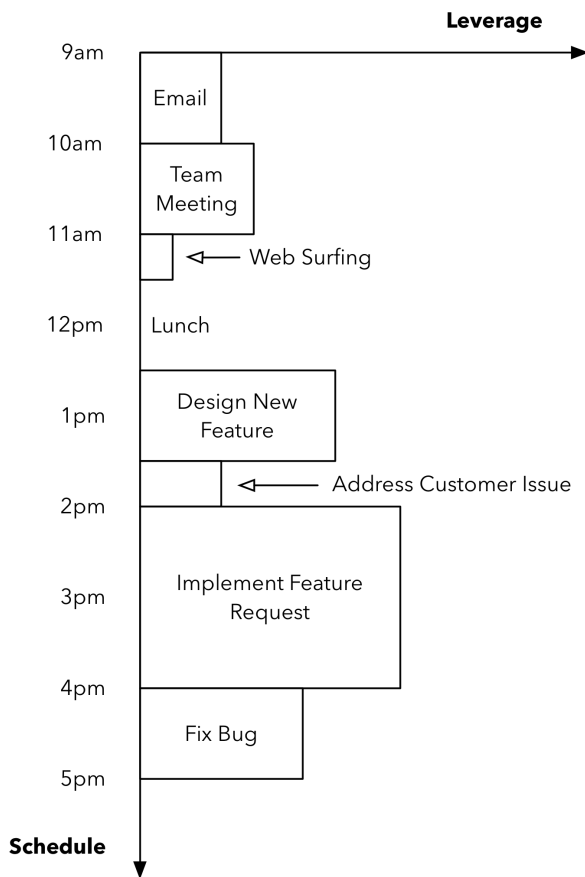 Leverage
9am
Email
10am
Team
Meeting
11am
Web Surfing
12pm
Lunch
Design New
Feature
1pm
Address Customer Issue
2pm
Implement Feature
Request
3pm
4pm
Fix Bug
5pm
Schedule